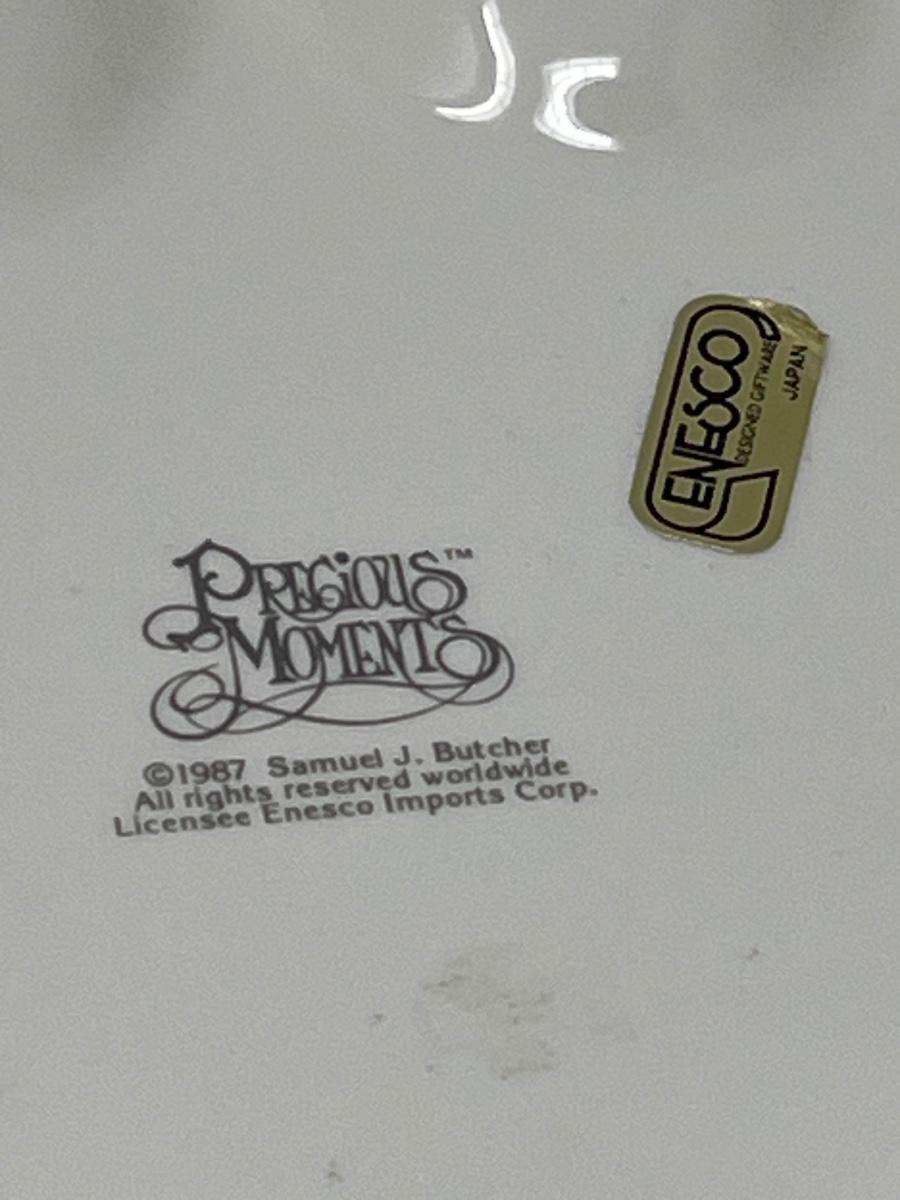 ENESCO
DESIGNED GIFTWARE
JAPAN
PRECIOUS™
MOMENTS
©1987 Samuel J. Butcher
All rights reserved worldwide
Licensee Enesco Imports Corp.